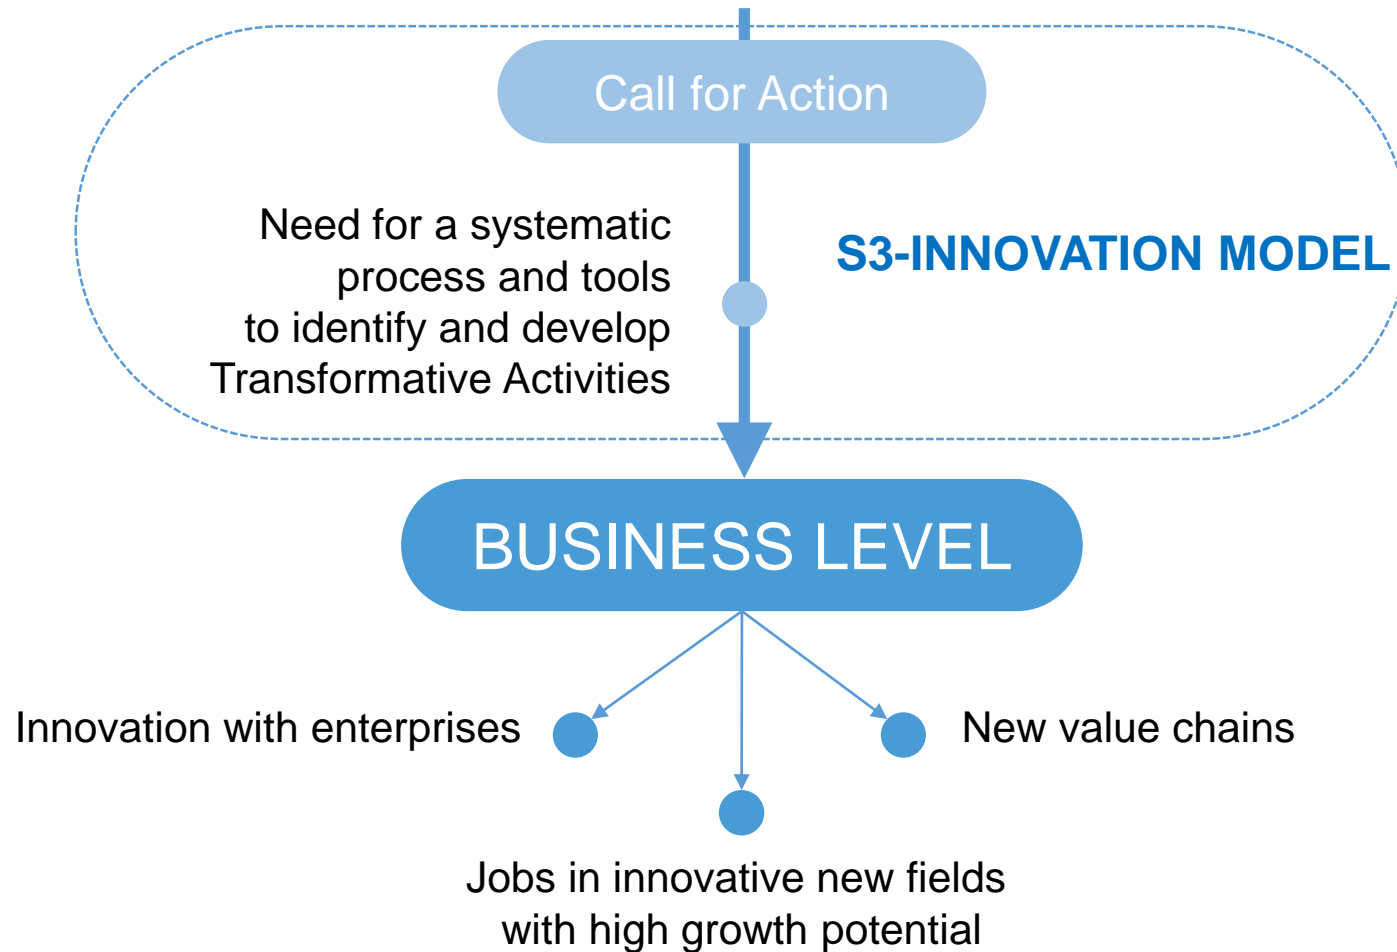 Call for Action
Need for a systematic
process and tools
to identify and develop
Transformative Activities
S3-INNOVATION MODEL
BUSINESS LEVEL
Innovation with enterprises
New value chains
Jobs in innovative new fields
with high growth potential